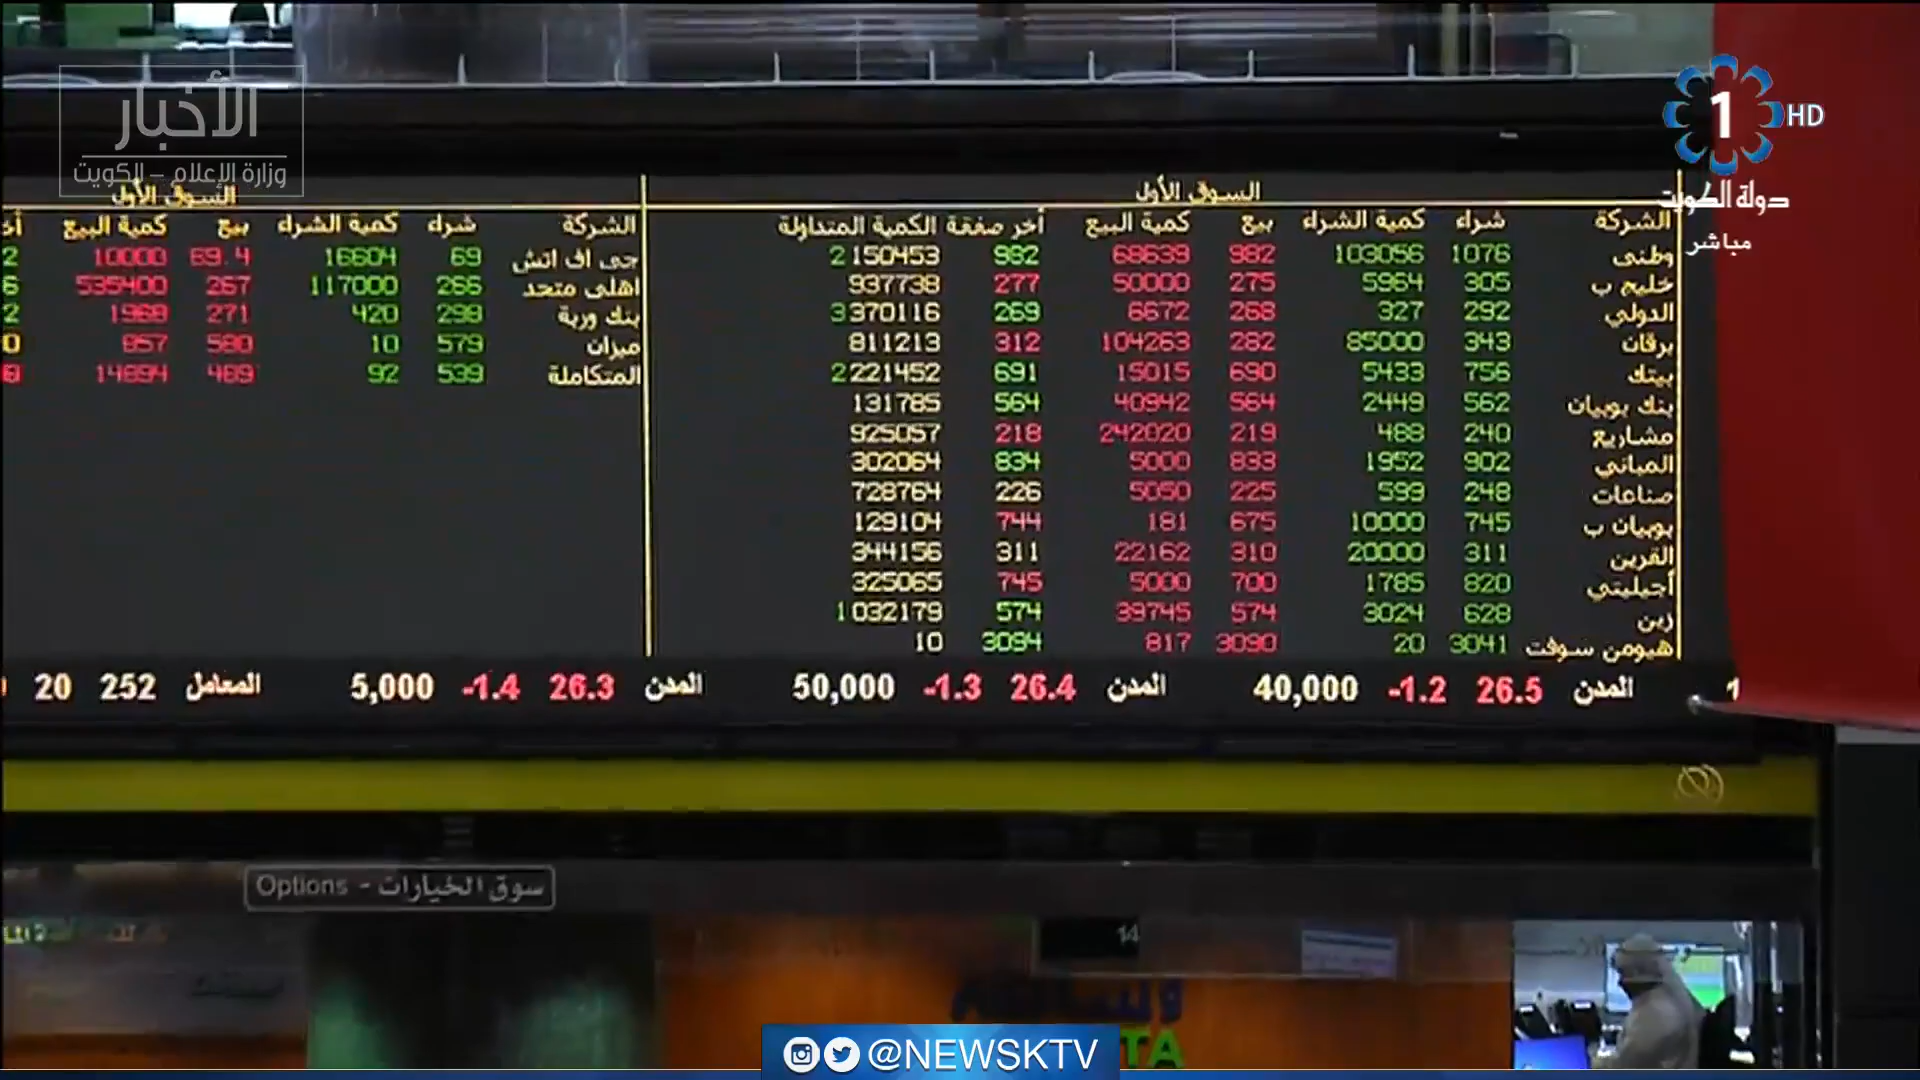 الأخبار
وزارة الإعلام – الكويت
1 HD
دولة الكويت
مباشر
السوق الأول
الشركة شراء كمية الشراء بيع كمية البيع أخر صفقة الكمية المتداولة
وطنى 1076 103056 982 68639 982 2150453
خليج ب 305 5964 275 50000 277 937738
الدولي 292 327 268 6672 269 3370116
برقان 343 85000 282 104263 312 811213
بيتك 756 5433 690 15015 691 2221452
بنك بوبيان 562 2449 564 40942 564 131785
مشاريع 240 488 219 242020 218 925057
المباني 902 1952 833 5000 834 302064
صناعات 248 599 225 5050 226 728764
بوبيان ب 745 10000 675 181 744 129104
القرين 311 20000 310 22162 311 344156
أجيليتي 820 1785 700 5000 745 325065
زين 628 3024 574 39745 574 1032179
هيومن سوفت 3041 20 3090 817 3094 10
السوق الأول
الشركة شراء كمية الشراء بيع كمية البيع
جى اف اتش 69 16604 69.4 10000
اهلى متحد 266 117000 267 535400
بنك وربة 298 420 271 1968
ميزان 579 10 580 857
المتكاملة 539 92 489 14894
المدن 26.5 -1.2 40,000 المدن 26.4 -1.3 50,000 المدن 26.3 -1.4 5,000 المعامل 252 20
سوق الخيارات - Options
14
TA
@NEWSKTV